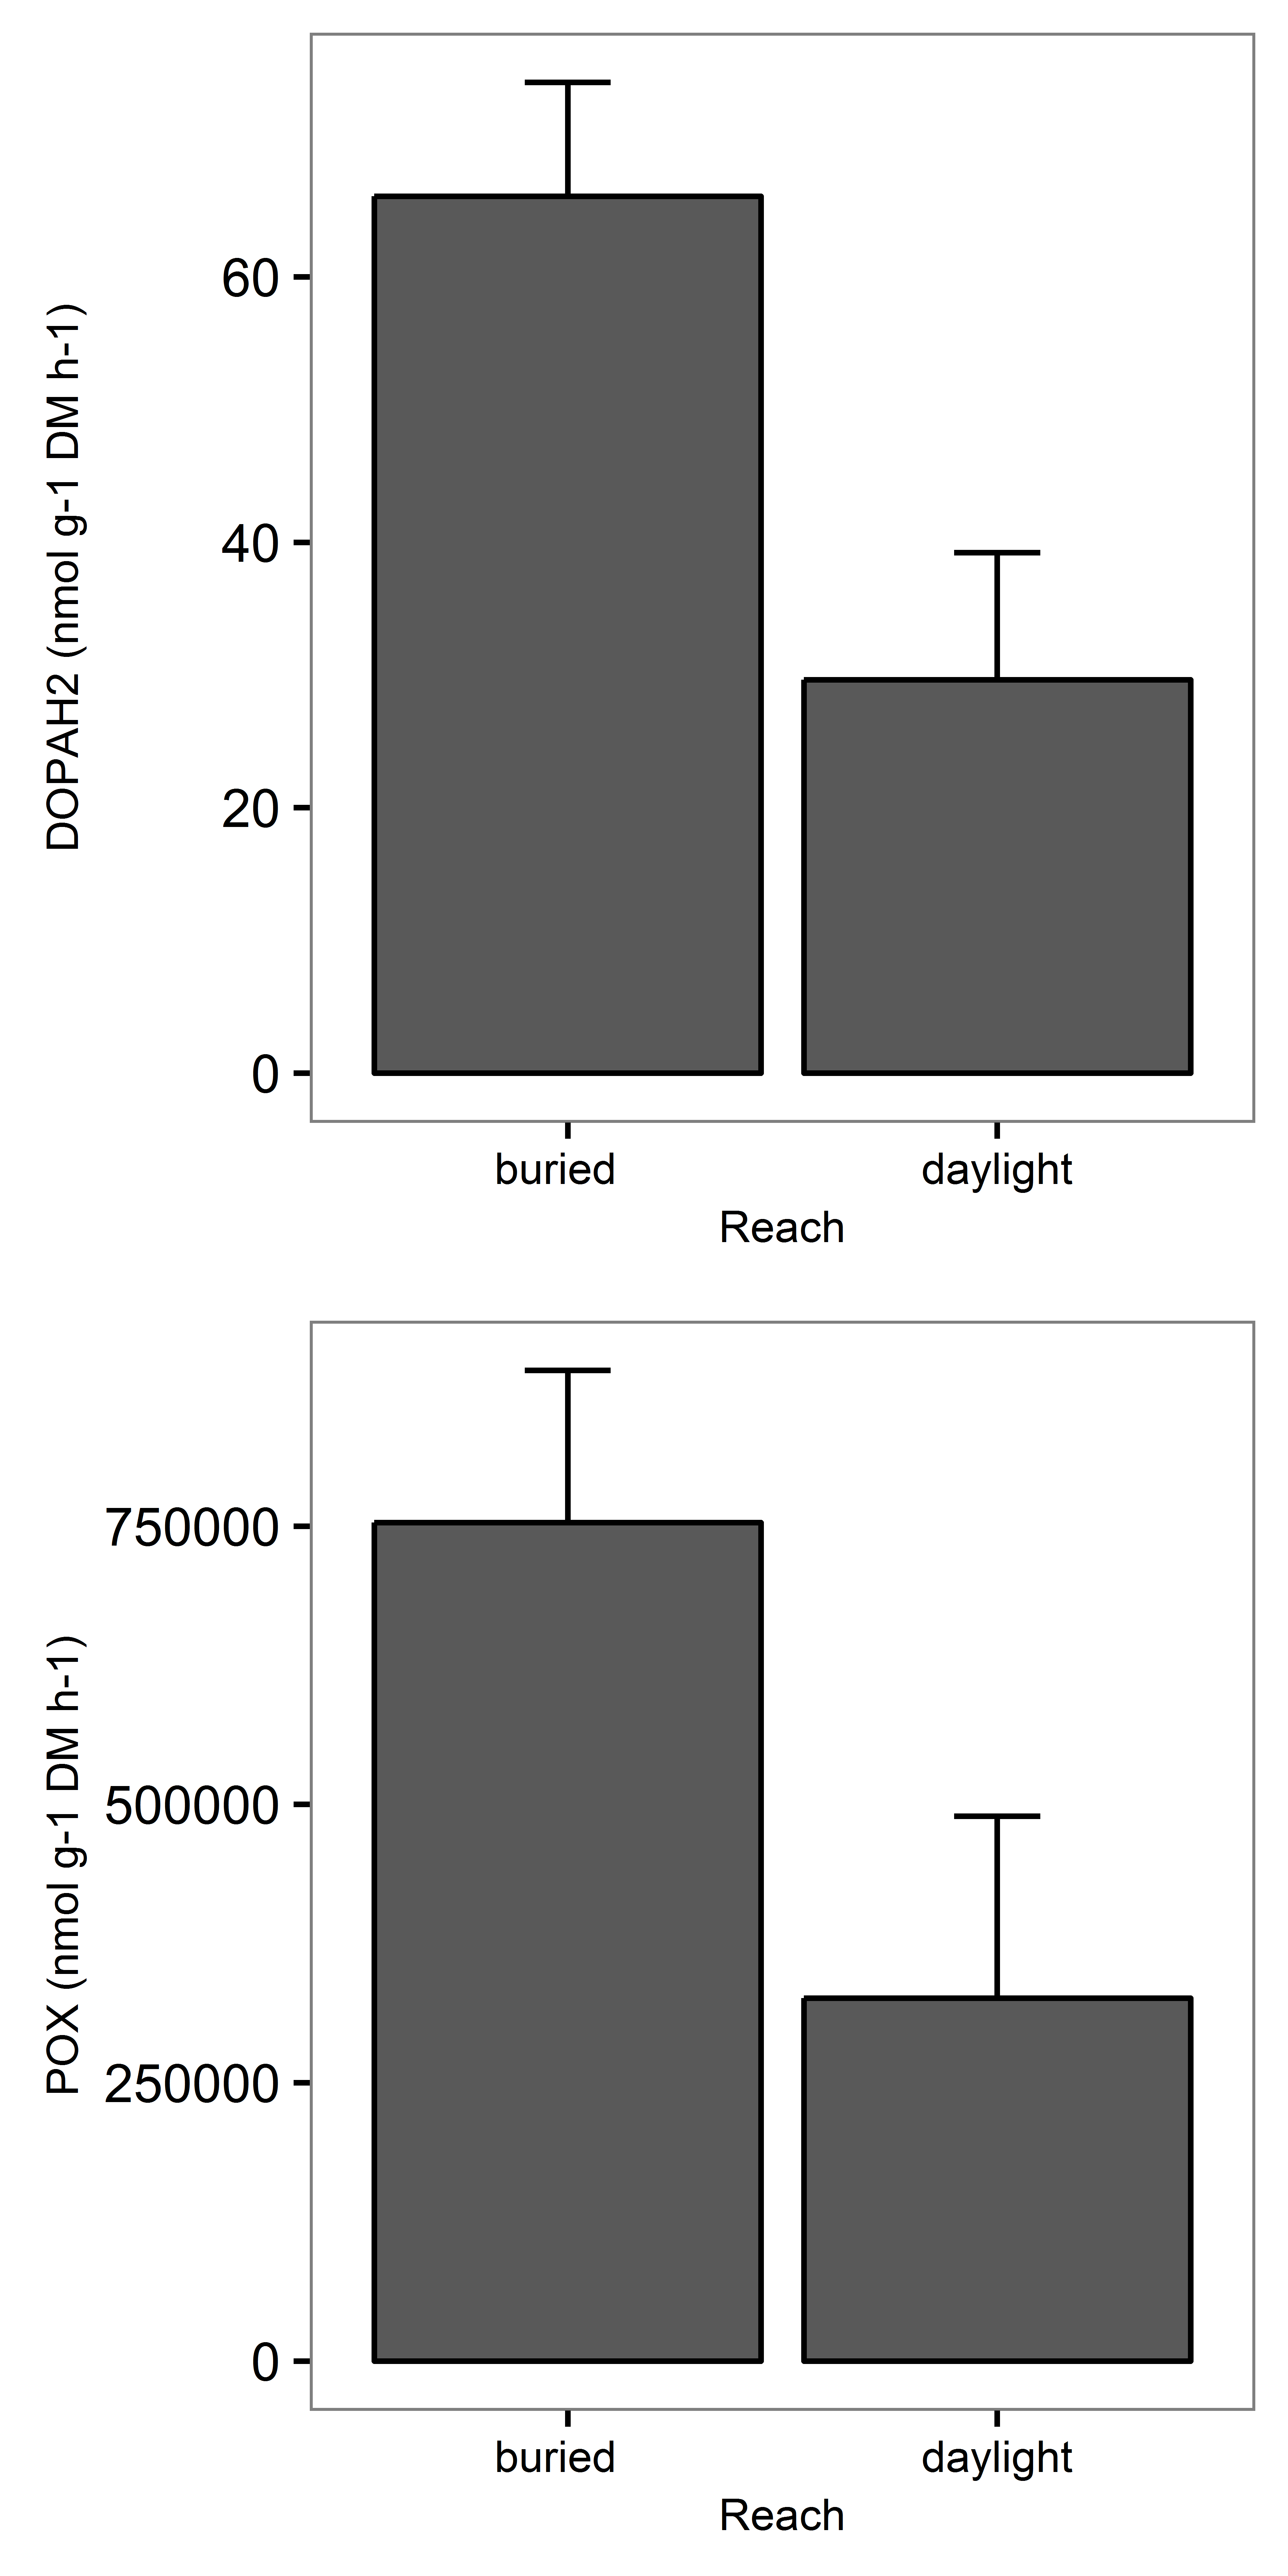 DOPAH2 (nmol g-1 DM h-1)
60
40
20
0
buried daylight
Reach
POX (nmol g-1 DM h-1)
750000
500000
250000
0
buried daylight
Reach